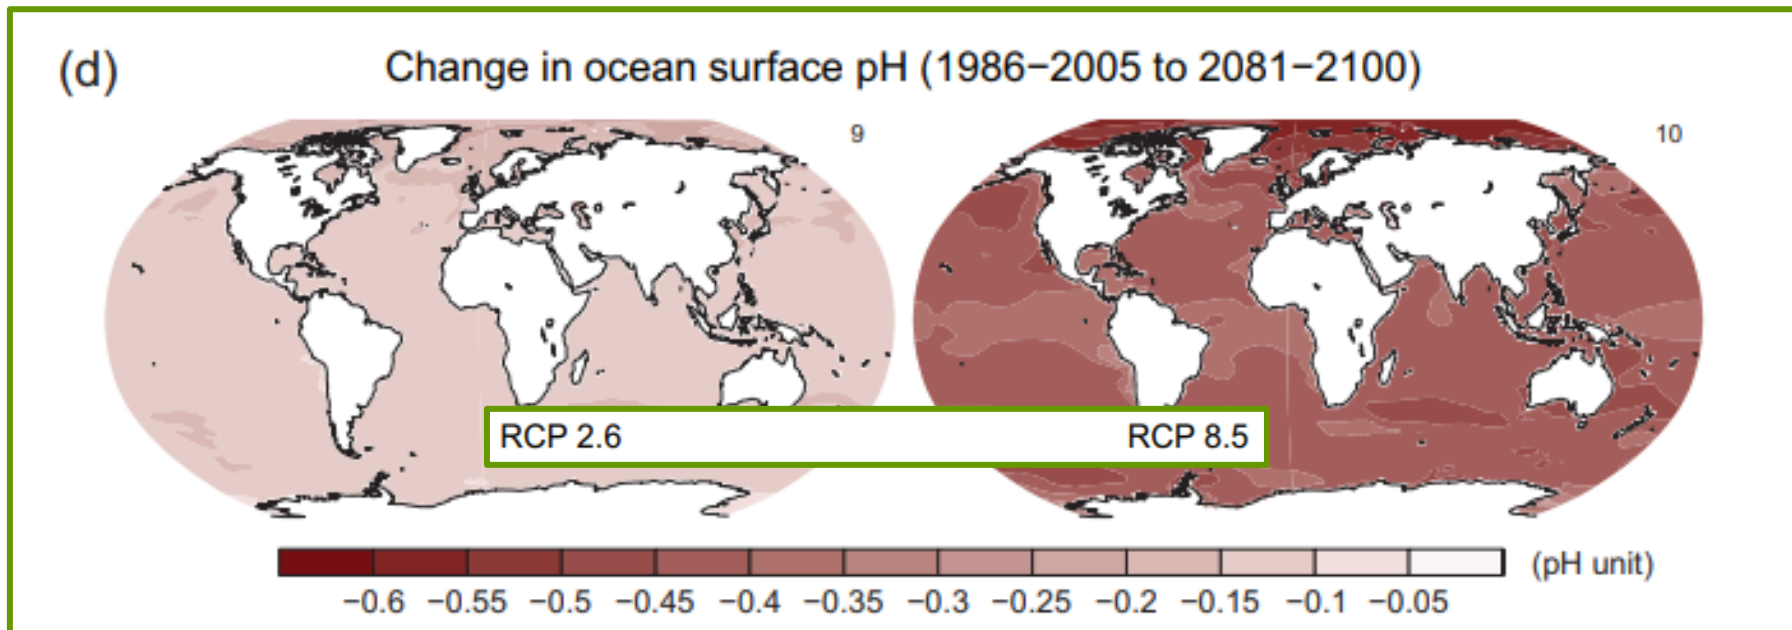 (d) Change in ocean surface pH (1986−2005 to 2081−2100)
9 10
RCP 2.6 RCP 8.5
(pH unit)
−0.6 −0.55 −0.5 −0.45 −0.4 −0.35 −0.3 −0.25 −0.2 −0.15 −0.1 −0.05